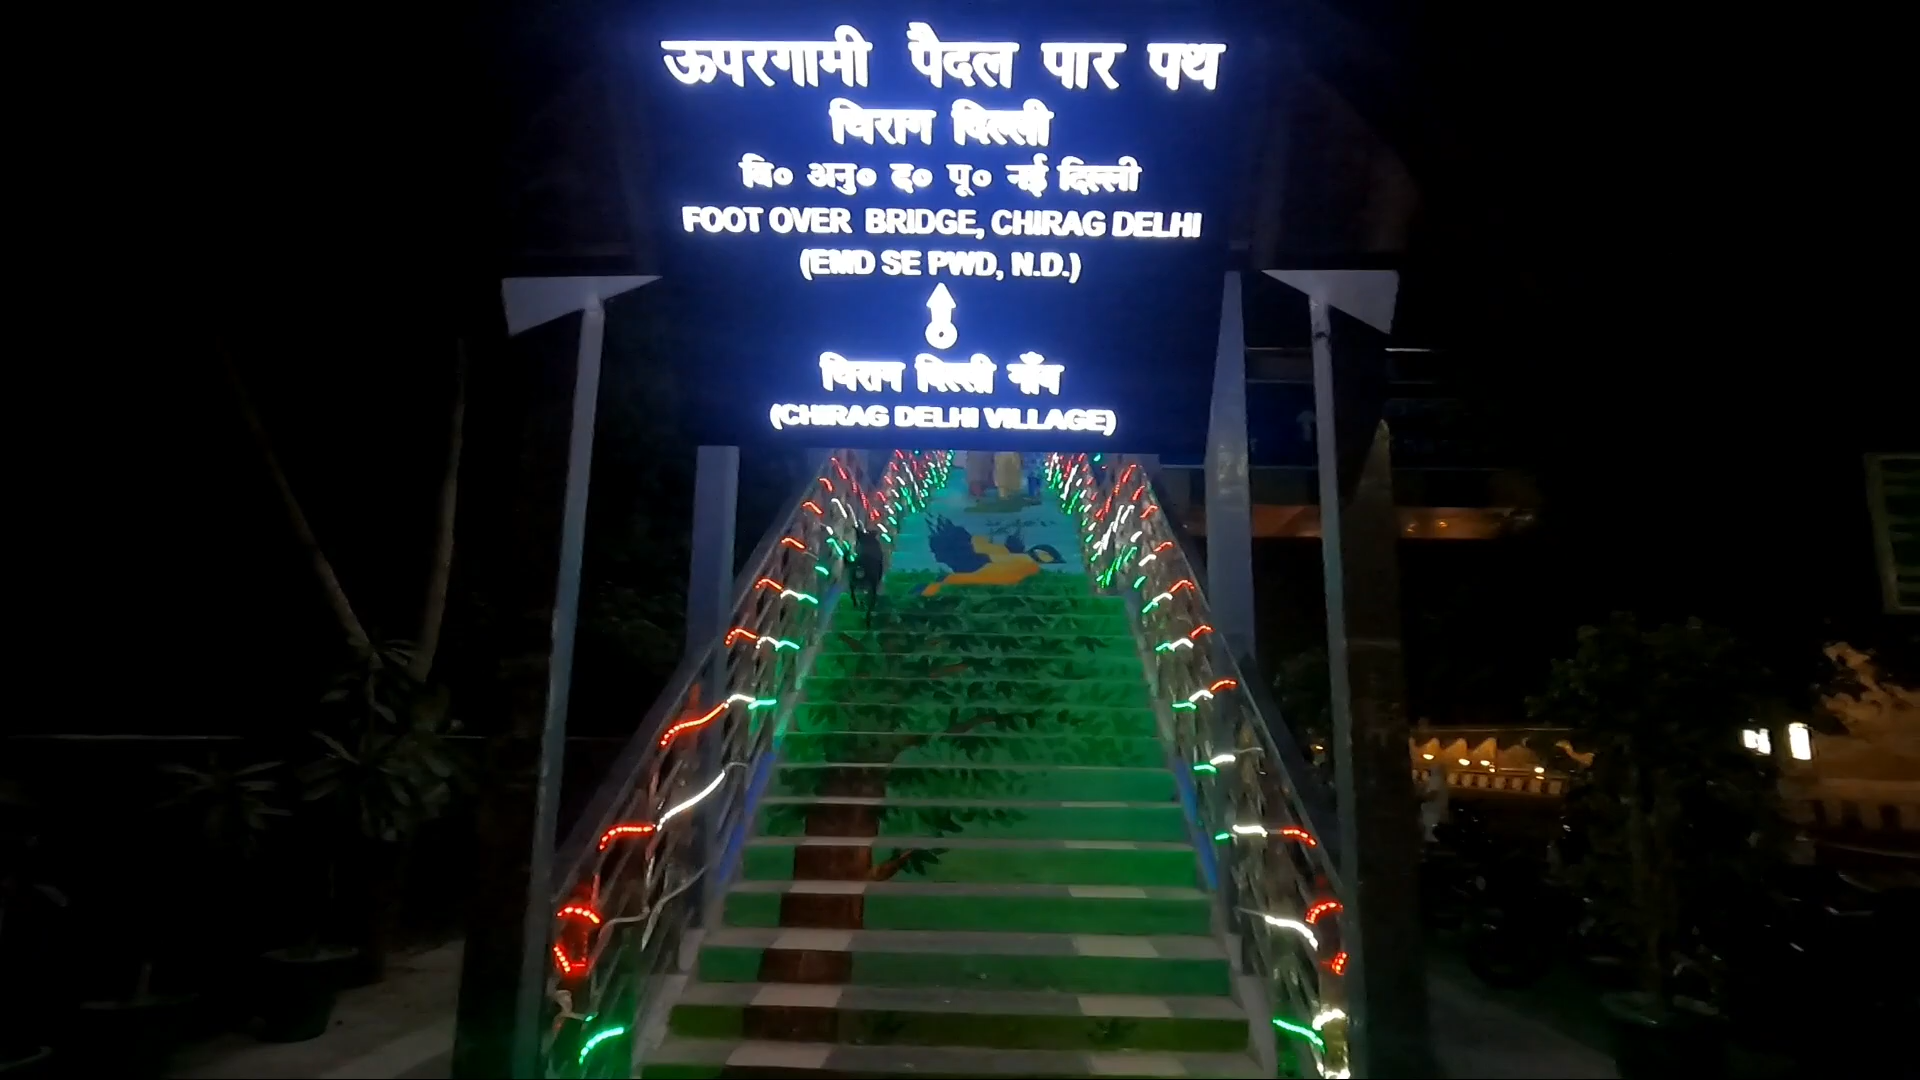 ऊपरगामी पैदल पार पथ
चिराग दिल्ली
वि० अनु० द० पू० नई दिल्ली
FOOT OVER BRIDGE, CHIRAG DELHI
(EMD SE PWD, N.D.)
चिराग दिल्ली गाँव
(CHIRAG DELHI VILLAGE)